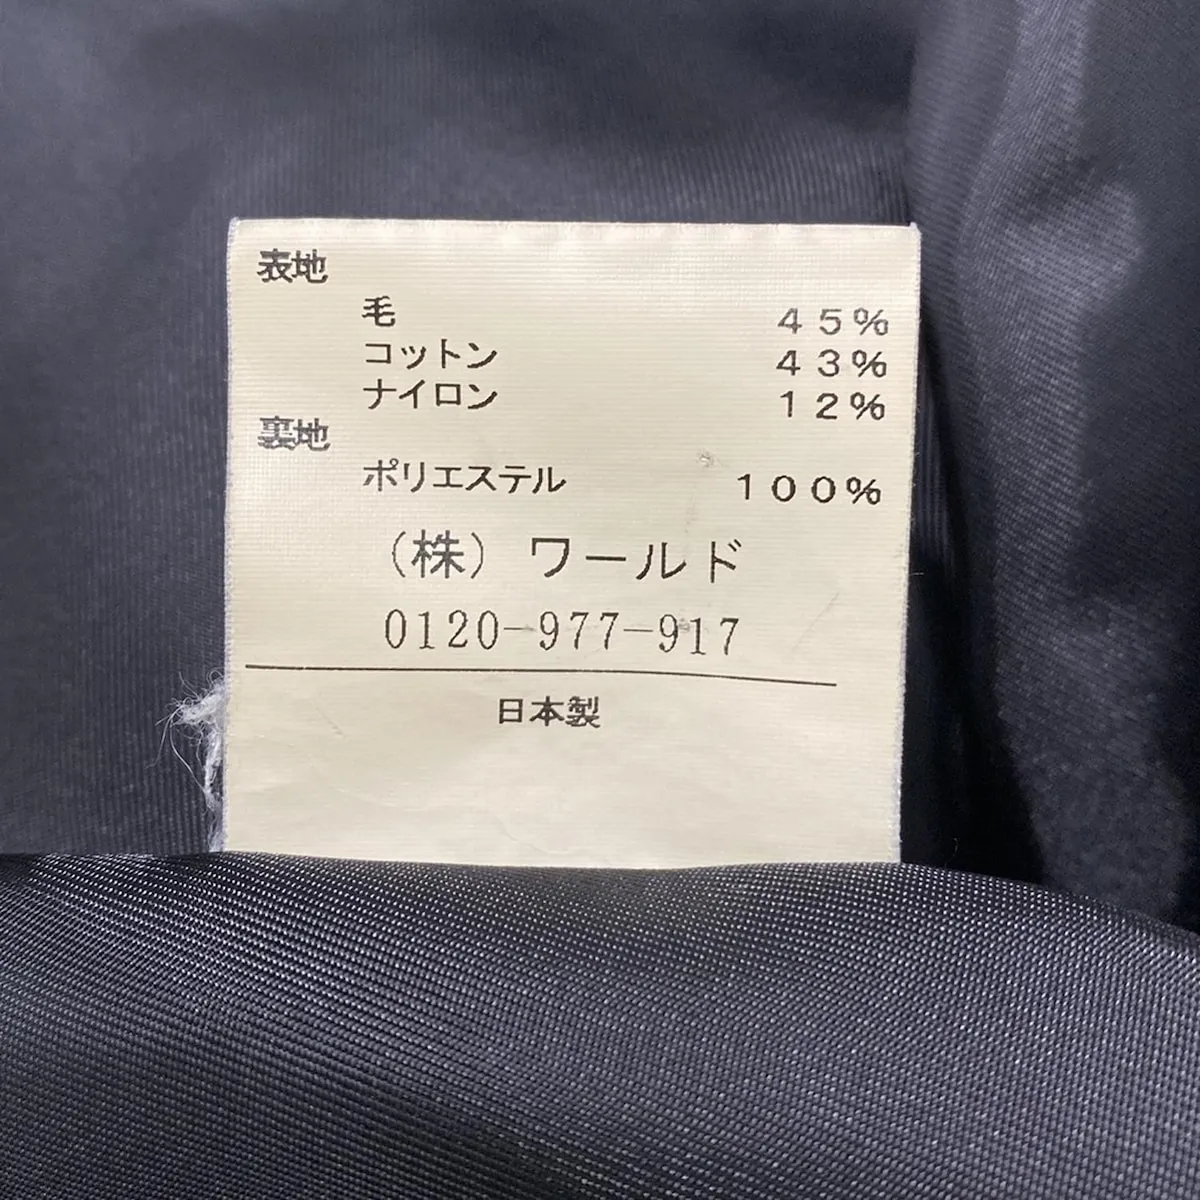 表地
毛 45%
コットン 43%
ナイロン 12%
裏地
ポリエステル 100%
(株) ワールド
0120-977-917
日本製